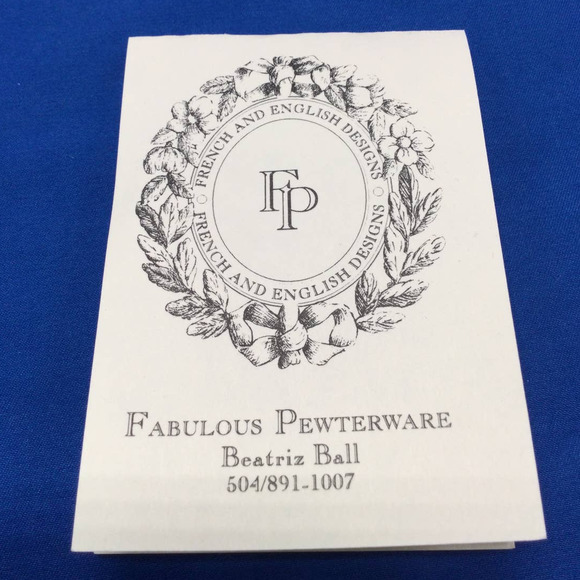 FRENCH AND ENGLISH DESIGNS
FP
FRENCH AND ENGLISH DESIGNS
FABULOUS PEWTERWARE
Beatriz Ball
504/891-1007